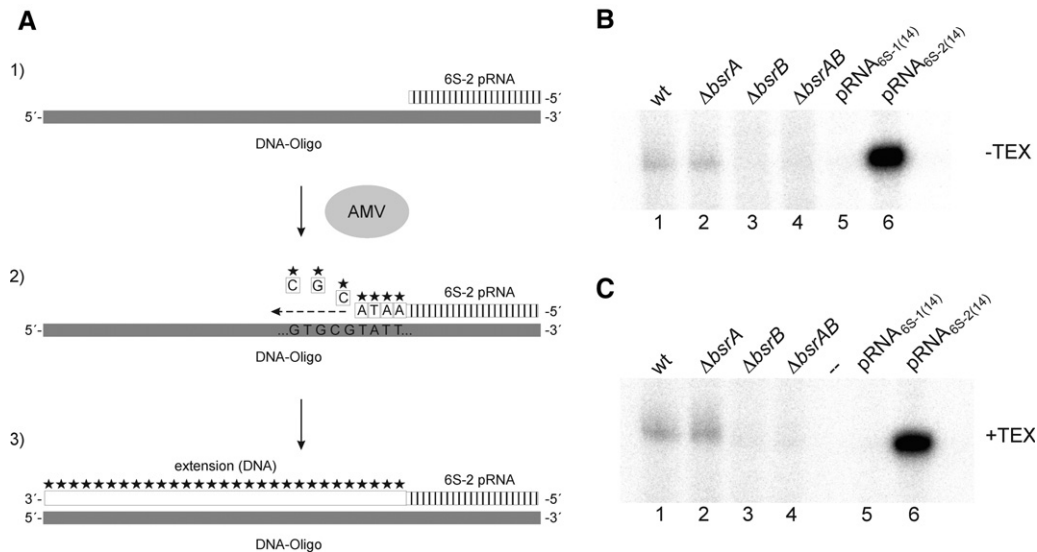 A
1)
6S-2 pRNA
-5´
5´-
-3´
DNA-Oligo
AMV
2)
C G C A T A A
6S-2 pRNA
-5´
5´-
...G T G C G T A T T...
-3´
DNA-Oligo
3)
extension (DNA)
6S-2 pRNA
3´-
-5´
5´-
-3´
DNA-Oligo
B
wt
ΔbsrA
ΔbsrB
ΔbsrAB
pRNA6S-1(14)
pRNA6S-2(14)
-TEX
1 2 3 4 5 6
C
wt
ΔbsrA
ΔbsrB
ΔbsrAB
--
pRNA6S-1(14)
pRNA6S-2(14)
+TEX
1 2 3 4 5 6